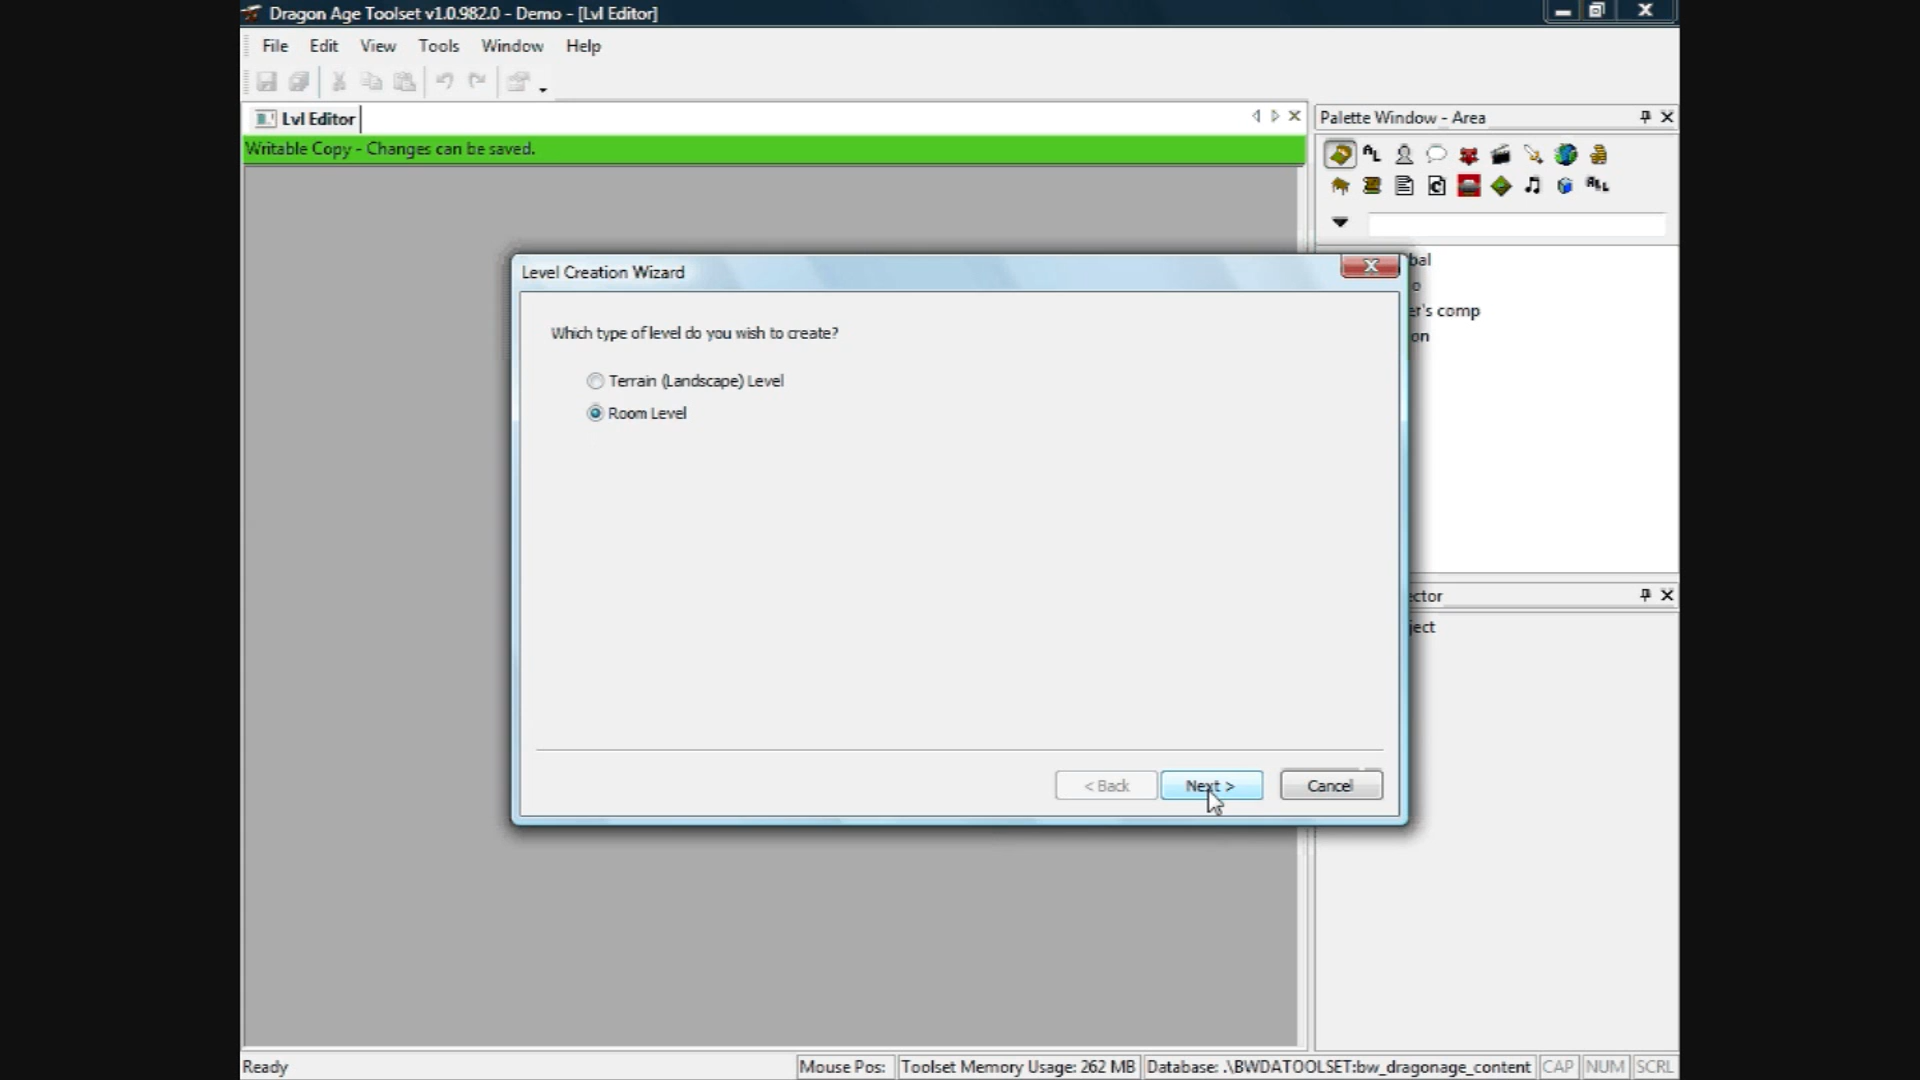 Dragon Age Toolset v1.0.982.0 - Demo - [Lvl Editor]
File Edit View Tools Window Help
Lvl Editor
Palette Window - Area
Writable Copy - Changes can be saved.
Level Creation Wizard
Which type of level do you wish to create?
Terrain (Landscape) Level
Room Level
< Back Next > Cancel
bal
o
er's comp
on
ector
ject
Ready
Mouse Pos: Toolset Memory Usage: 262 MB Database: .\BWDATOOLSET:bw_dragonage_content CAP NUM SCRL